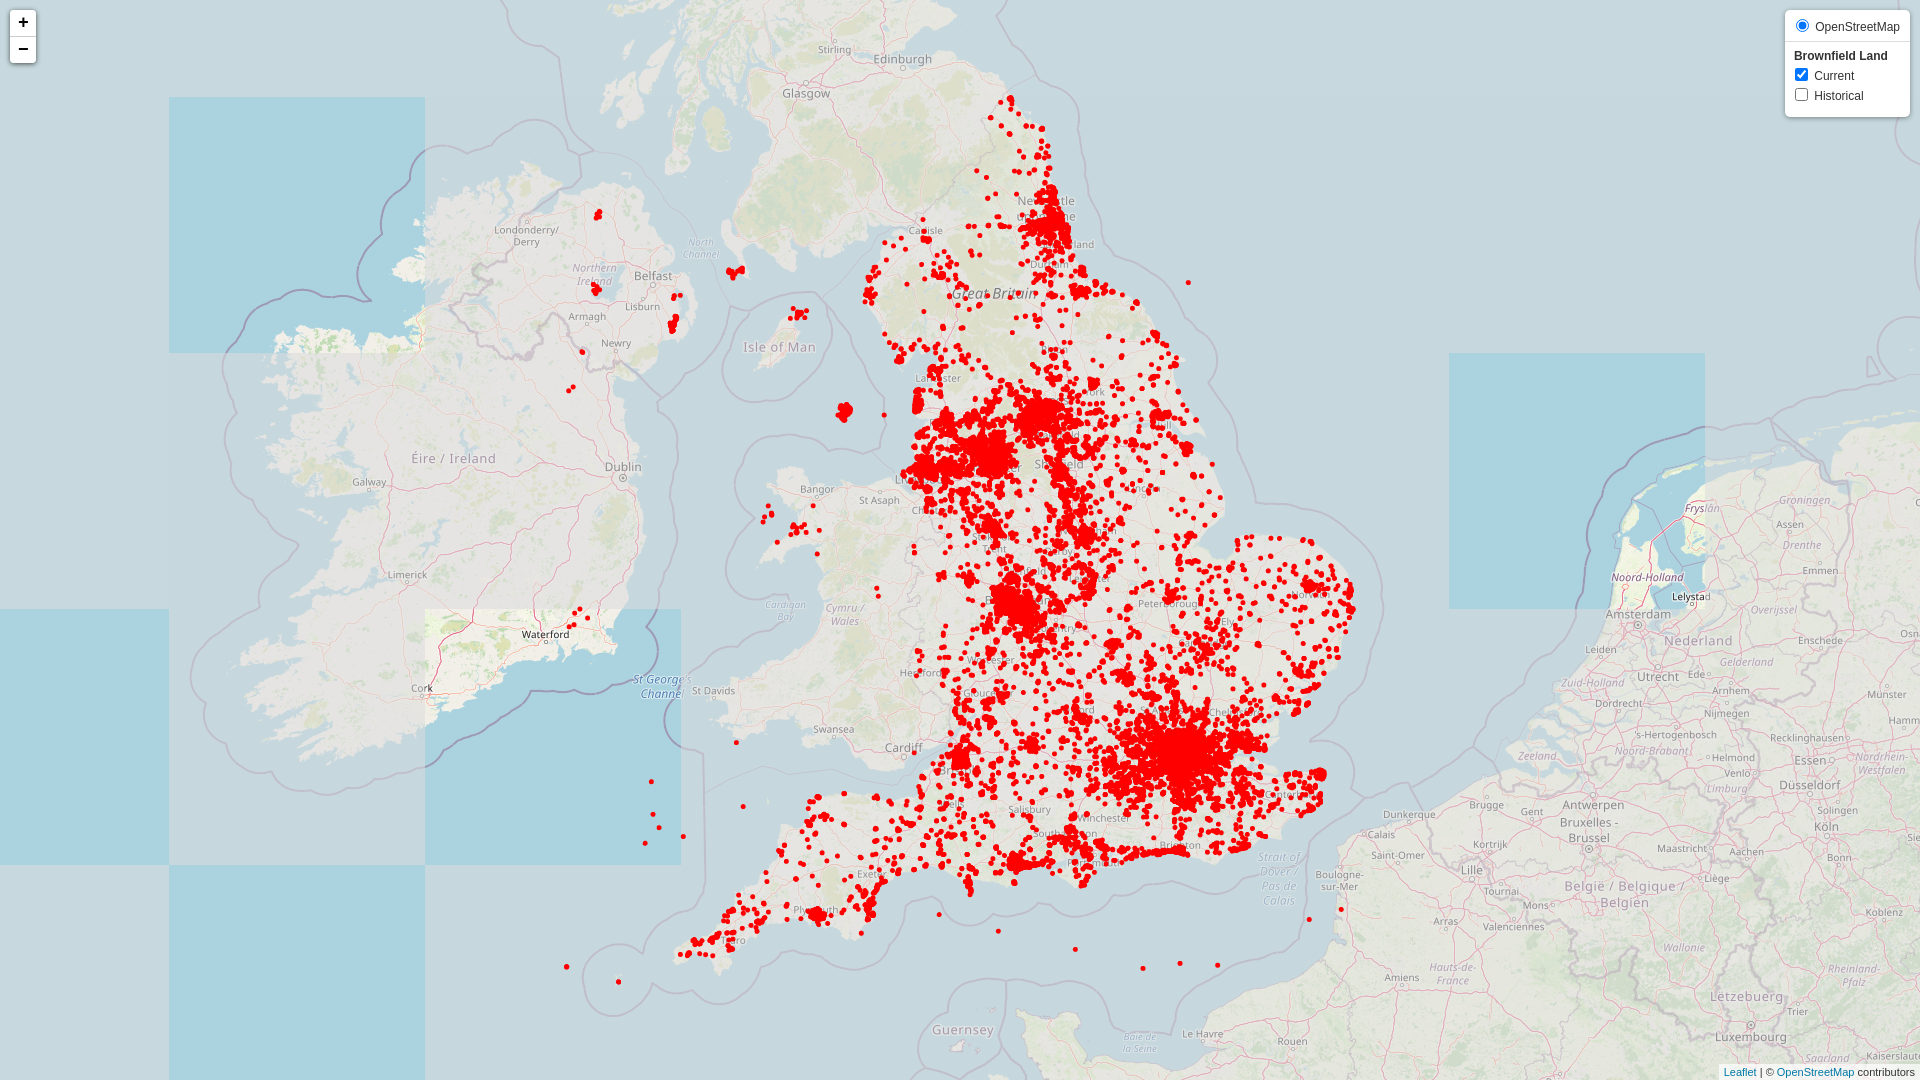 +
−
OpenStreetMap
Brownfield Land
Current
Historical
Stirling
Edinburgh
Glasgow
Londonderry/
Derry
North
Channel
Carlisle
Northern
Ireland
Belfast
Durham
Great Britain
Lisburn
Armagh
Newry
Isle of Man
Éire / Ireland
Dublin
Galway
Bangor
St Asaph
Limerick
Cardigan
Bay
Cymru /
Wales
Peterborough
Ely
Waterford
Worcester
Hereford
Cork
St George's
Channel
St Davids
Swansea
Cardiff
Salisbury
Winchester
Southampton
Brighton
Exeter
Plymouth
Truro
Strait of
Dover /
Pas de
Calais
Guernsey
Groningen
Fryslân
Assen
Drenthe
Emmen
Noord-Holland
Lelystad
Amsterdam
Overijssel
Nederland
Enschede
Leiden
Gelderland
Utrecht
Ede
Zuid-Holland
Arnhem
Münster
Dordrecht
Nijmegen
's-Hertogenbosch
Noord-Brabant
Recklinghausen
Zeeland
Helmond
Essen
Nordrhein-
Westfalen
Venlo
Limburg
Düsseldorf
Brugge
Antwerpen
Gent
Solingen
Dunkerque
Bruxelles -
Brussel
Köln
Calais
Kortrijk
Maastricht
Aachen
Saint-Omer
Bonn
Lille
Liège
Boulogne-
sur-Mer
Tournai
België / Belgique /
Belgien
Mons
Namur
Koblenz
Arras
Valenciennes
Wallonie
Amiens
Hauts-de-
France
Rheinland-
Pfalz
Lëtzebuerg
Trier
Le Havre
Baie de
la Seine
Rouen
Luxembourg
Saarland
Kaiserslautern
Leaflet | © OpenStreetMap contributors